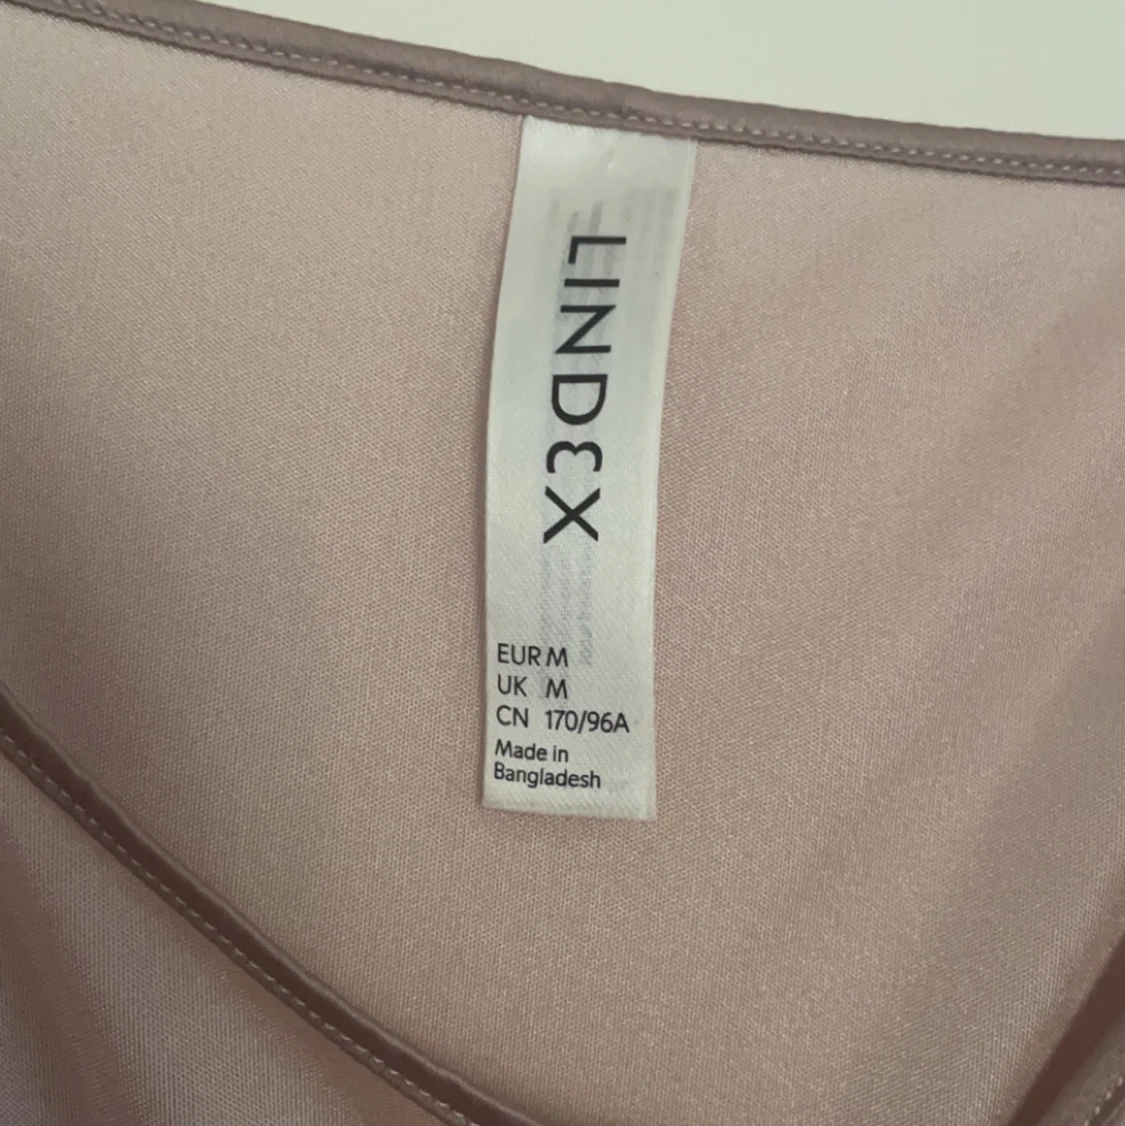 LINDEX
EUR M
UK M
CN 170/96A
Made in
Bangladesh